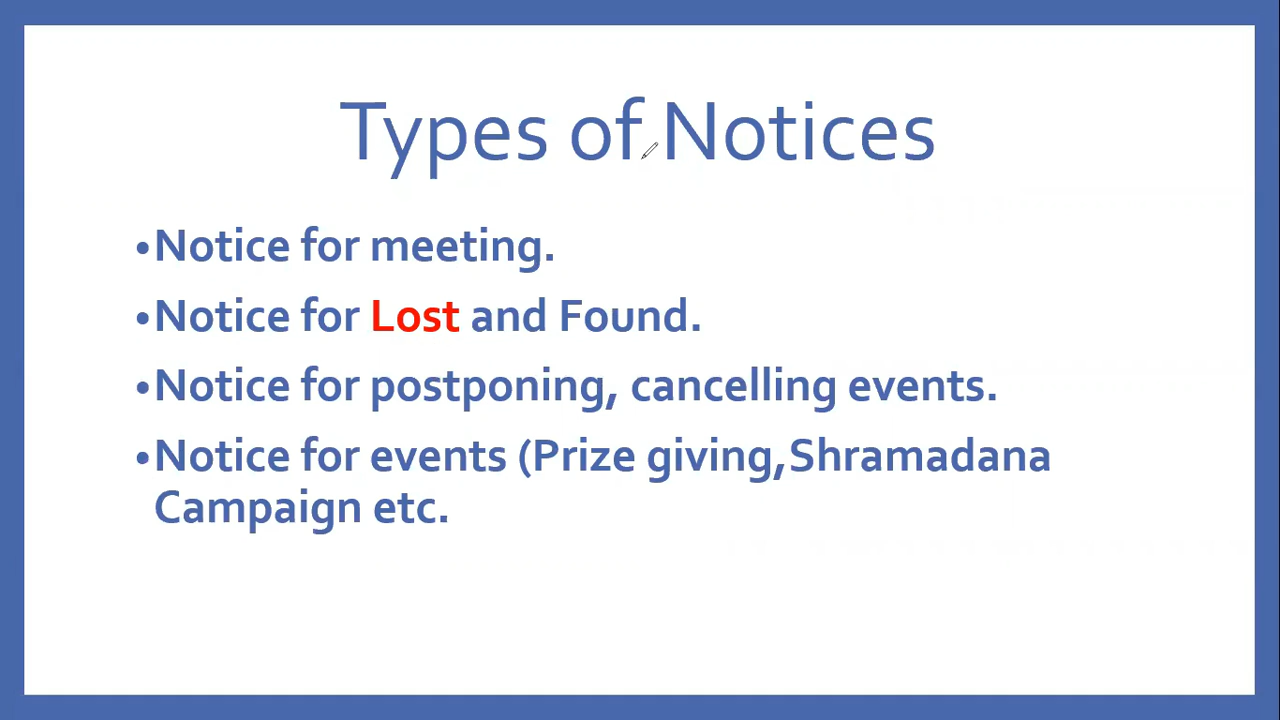 Types of Notices
•Notice for meeting.
•Notice for Lost and Found.
•Notice for postponing, cancelling events.
•Notice for events (Prize giving,Shramadana
Campaign etc.